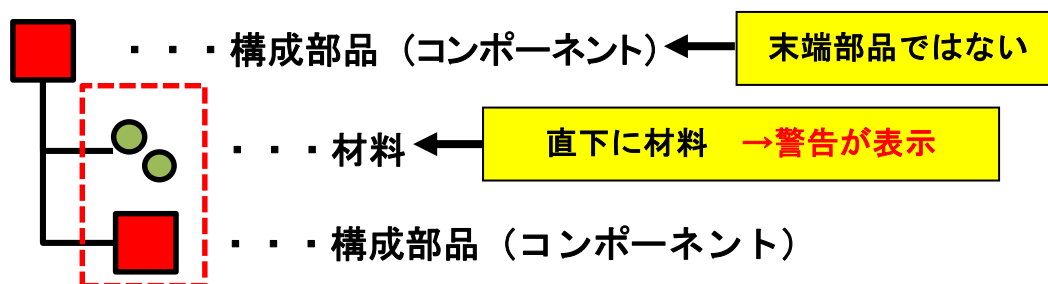 ・・・構成部品（コンポーネント）
末端部品ではない
・・・材料
直下に材料　→警告が表示
・・・構成部品（コンポーネント）